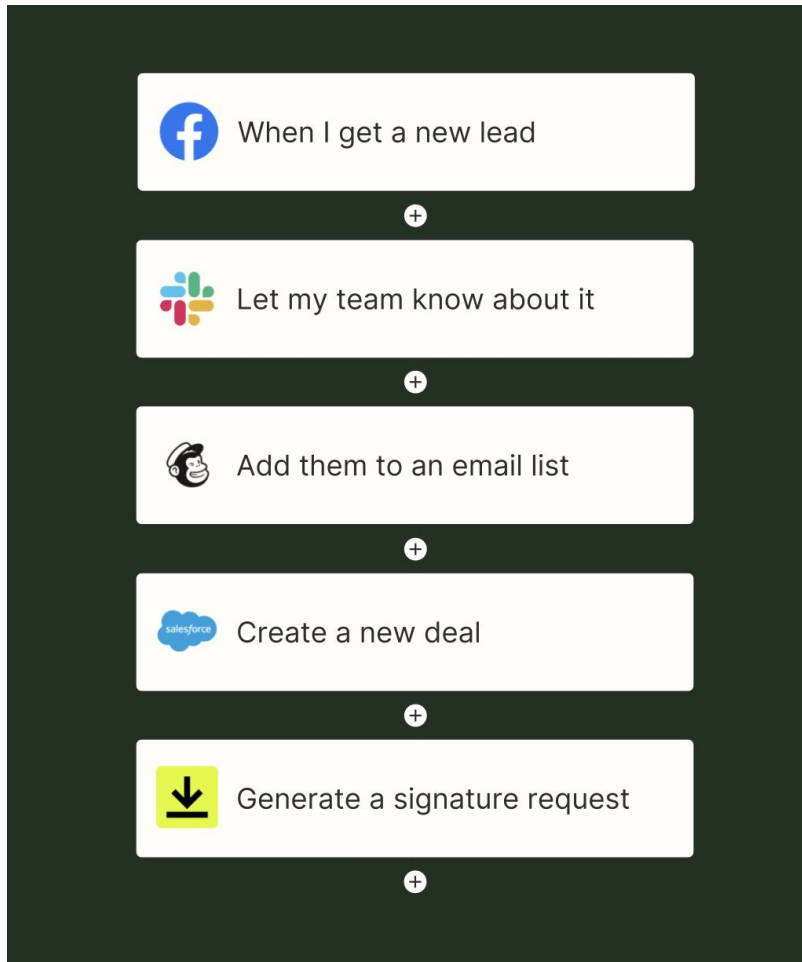 When I get a new lead
Let my team know about it
Add them to an email list
salesforce
Create a new deal
Generate a signature request